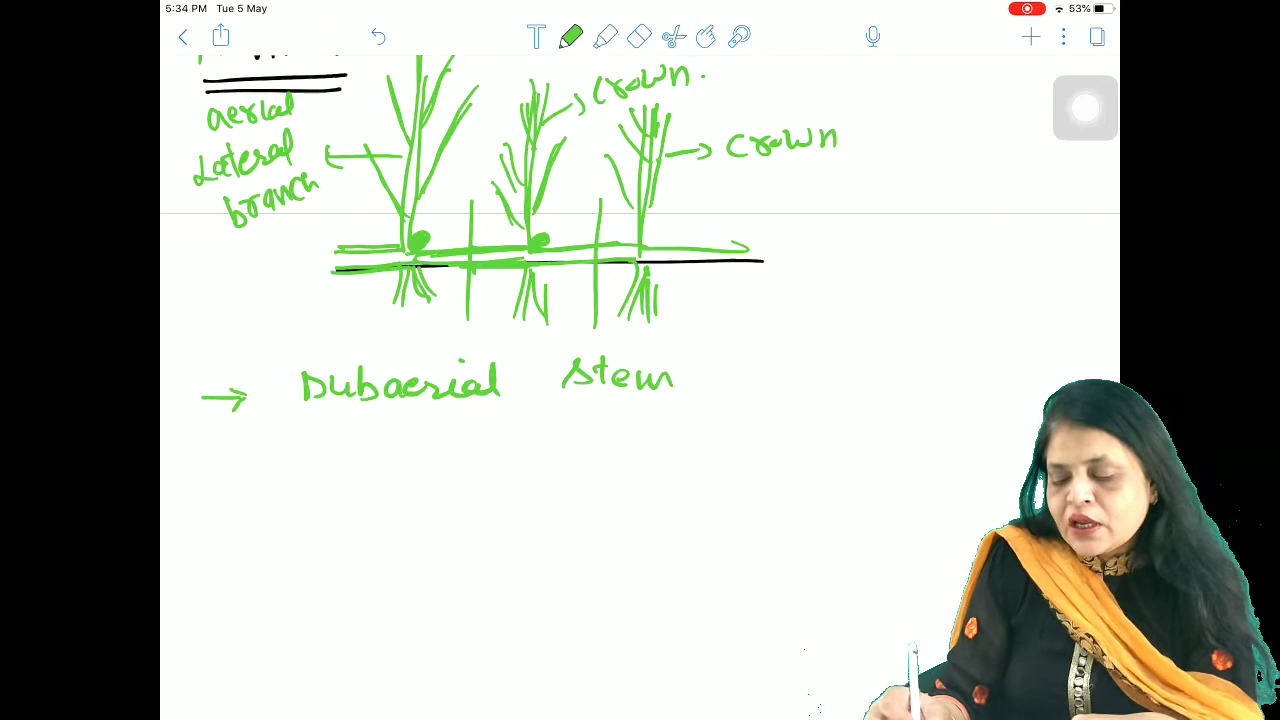 5:34 PM Tue 5 May
53%
T
crown.
aerial
Lateral
branch
crown
→ Subaerial stem